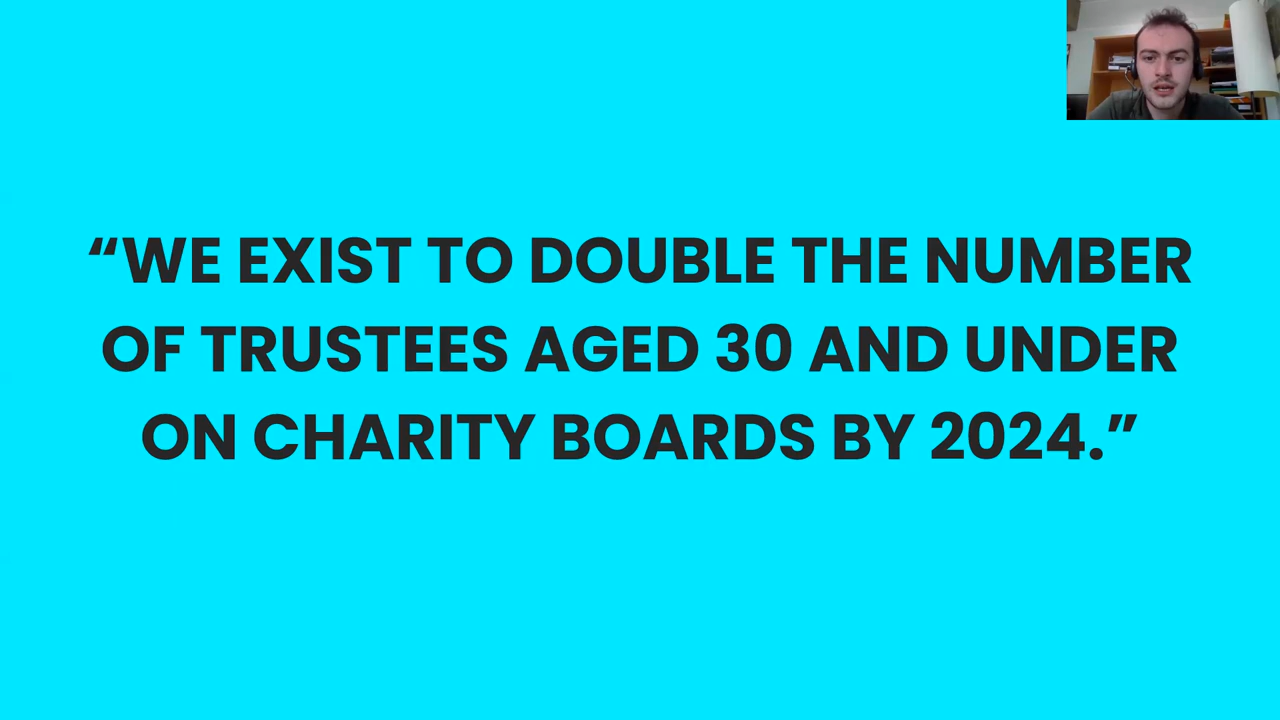 “WE EXIST TO DOUBLE THE NUMBER
OF TRUSTEES AGED 30 AND UNDER
ON CHARITY BOARDS BY 2024.”